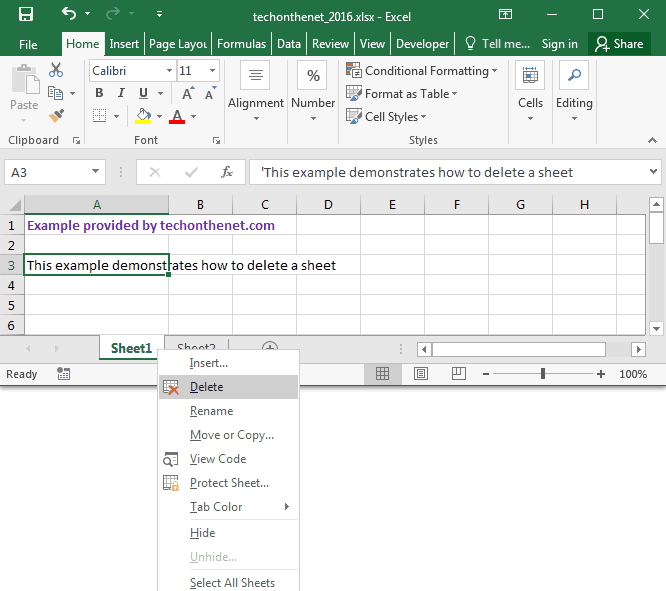 techonthenet_2016.xlsx - Excel
File Home Insert Page Layou Formulas Data Review View Developer Tell me... Sign in Share
Calibri 11 % Conditional Formatting
Paste B I U A A Alignment Number Format as Table Cells Editing
A Cell Styles
Clipboard Font Styles
A3 fx 'This example demonstrates how to delete a sheet
A B C D E F G H
1 Example provided by techonthenet.com
2
3 This example demonstrates how to delete a sheet
4
5
6
Sheet1 Sheet2
Ready 100%
Insert...
Delete
Rename
Move or Copy...
View Code
Protect Sheet...
Tab Color
Hide
Unhide...
Select All Sheets